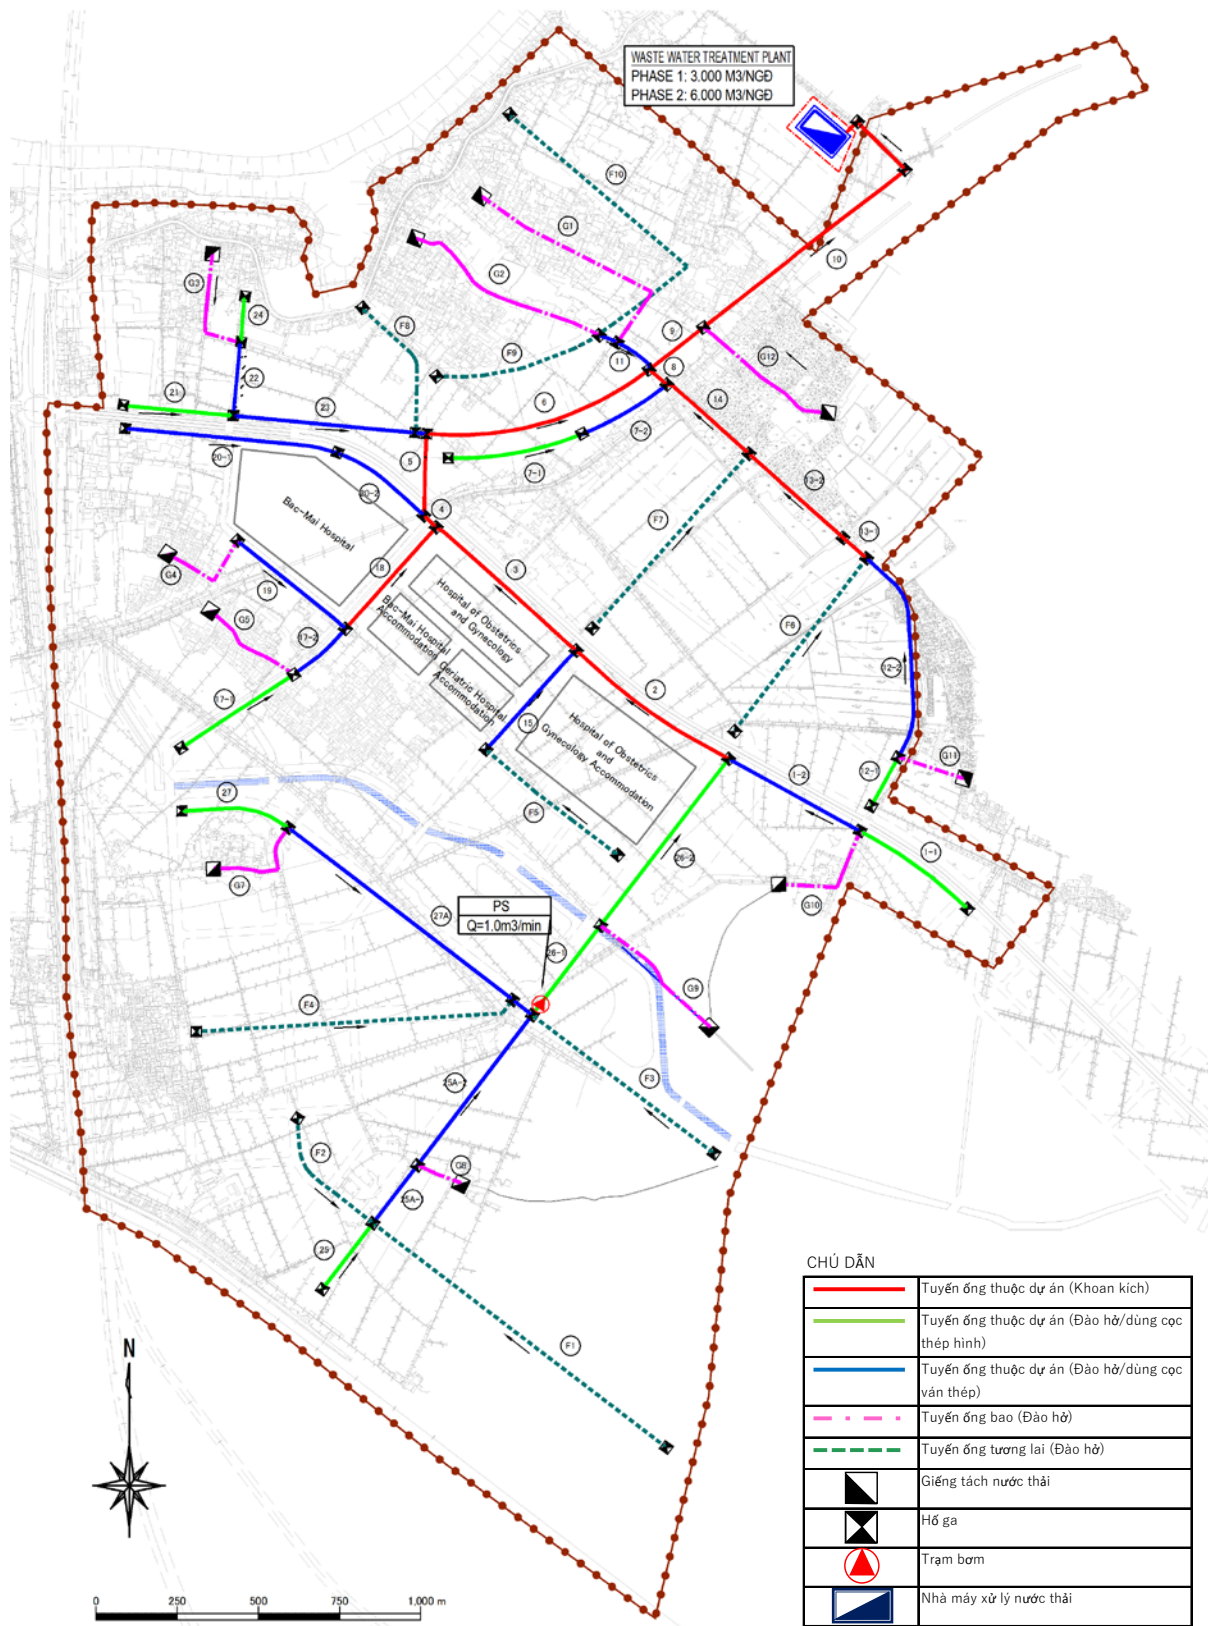 WASTE WATER TREATMENT PLANT
PHASE 1: 3.000 M3/NGĐ
PHASE 2: 6.000 M3/NGĐ
F10
G1
G2
G3
24
10
F8
9
F9
11
8
G12
22
21
23
6
14
7-2
5
7-1
20-1
20-2
13-2
Bac-Mai Hospital
4
F7
13-1
18
3
Hospital of Obstetrics
and Gynecology
G4
19
Bac-Mai Hospital
Accommodation
G5
17-2
F6
Geriatric Hospital
Accommodation
12-2
17-1
2
15
Hospital of Obstetrics
and
Gynecology Accommodation
G11
1-2
12-1
27
F5
26-2
1-1
G7
G10
27A
PS
Q=1.0m3/min
26-1
G9
F4
F3
25A-2
F2
G8
25A-1
25
F1
N
0
250
500
750
1,000 m
CHÚ DẪN
Tuyến ống thuộc dự án (Khoan kích)
Tuyến ống thuộc dự án (Đào hở/dùng cọc
thép hình)
Tuyến ống thuộc dự án (Đào hở/dùng cọc
ván thép)
Tuyến ống bao (Đào hở)
Tuyến ống tương lai (Đào hở)
Giếng tách nước thải
Hố ga
Trạm bơm
Nhà máy xử lý nước thải